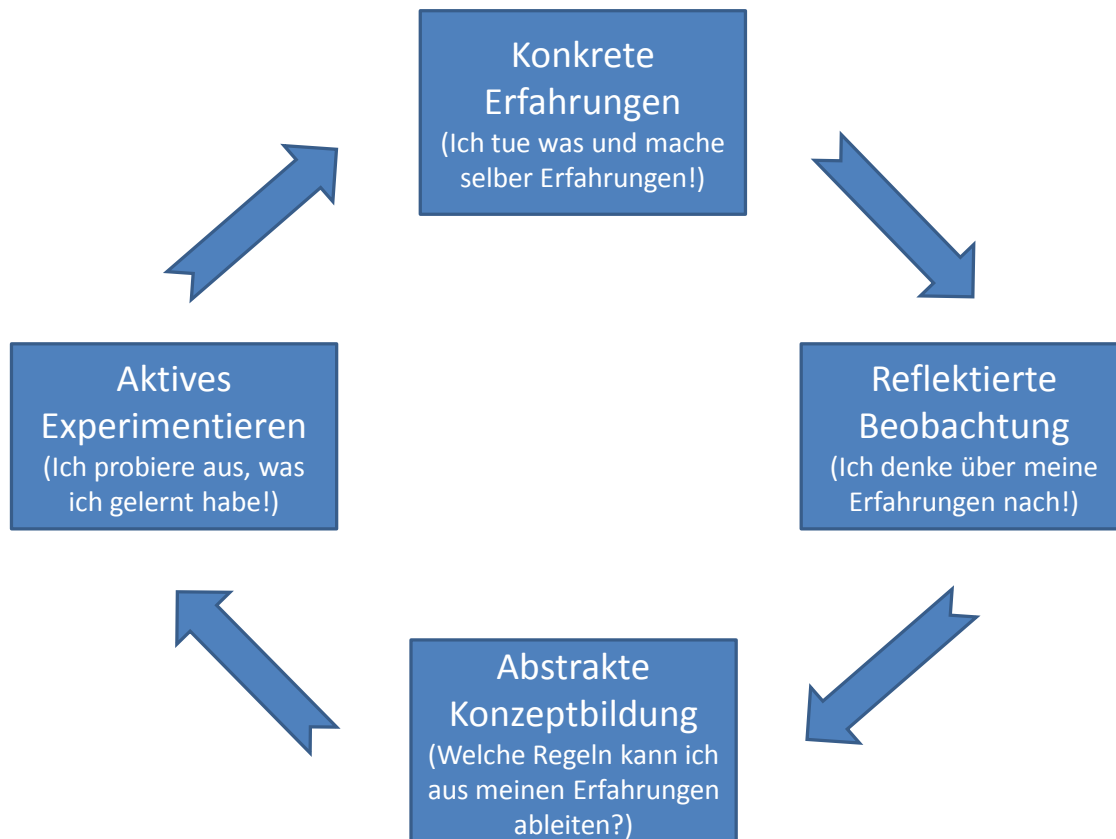 Konkrete
Erfahrungen
(Ich tue was und mache
selber Erfahrungen!)
Aktives
Experimentieren
(Ich probiere aus, was
ich gelernt habe!)
Reflektierte
Beobachtung
(Ich denke über meine
Erfahrungen nach!)
Abstrakte
Konzeptbildung
(Welche Regeln kann ich
aus meinen Erfahrungen
ableiten?)